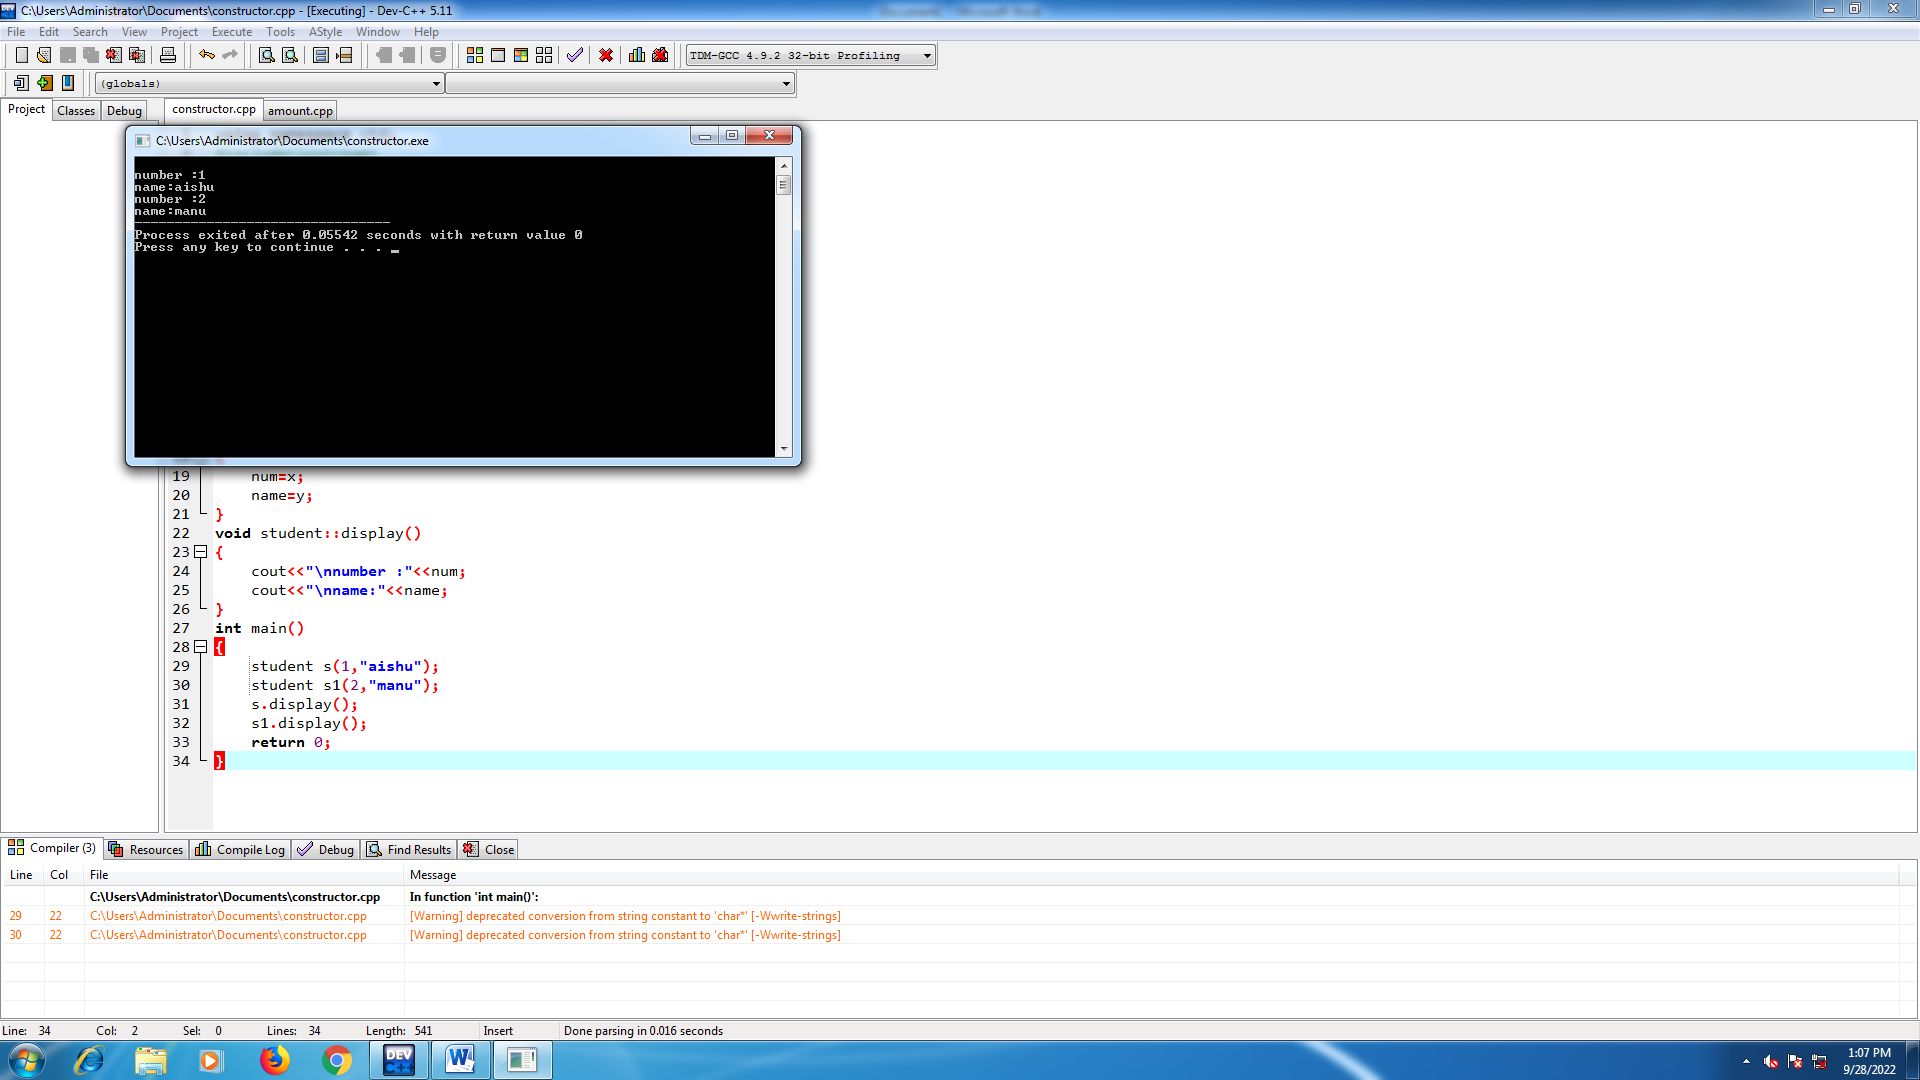 C:\Users\Administrator\Documents\constructor.cpp - [Executing] - Dev-C++ 5.11
File Edit Search View Project Execute Tools AStyle Window Help
TDM-GCC 4.9.2 32-bit Profiling
(globals)
Project Classes Debug constructor.cpp amount.cpp
C:\Users\Administrator\Documents\constructor.exe
number :1
name:aishu
number :2
name:manu
--------------------------------
Process exited after 0.05542 seconds with return value 0
Press any key to continue . . . _
19 num=x;
20 name=y;
21 }
22 void student::display()
23 {
24 cout<<"\nnumber :"<<num;
25 cout<<"\nname:"<<name;
26 }
27 int main()
28 {
29 student s(1,"aishu");
30 student s1(2,"manu");
31 s.display();
32 s1.display();
33 return 0;
34 }
Compiler (3) Resources Compile Log Debug Find Results Close
Line Col File Message
C:\Users\Administrator\Documents\constructor.cpp In function 'int main()':
29 22 C:\Users\Administrator\Documents\constructor.cpp [Warning] deprecated conversion from string constant to 'char*' [-Wwrite-strings]
30 22 C:\Users\Administrator\Documents\constructor.cpp [Warning] deprecated conversion from string constant to 'char*' [-Wwrite-strings]
Line: 34 Col: 2 Sel: 0 Lines: 34 Length: 541 Insert Done parsing in 0.016 seconds
DEV C++
W
1:07 PM
9/28/2022